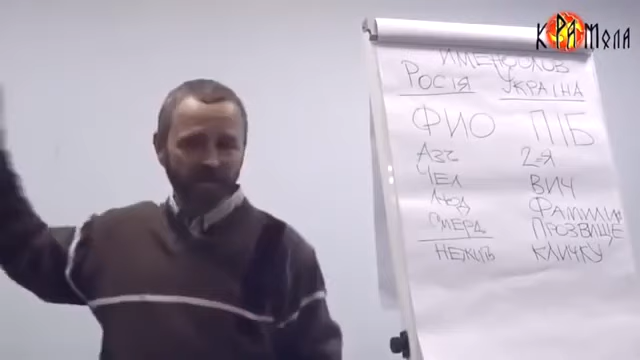 КРАМОЛА
ИМЕНОСЛОВ
РОСІЯ УКРАЇНА
ФИО ПІБ
АЗЪ 2-Я
ЧЕЛ ВИЧ
ЛЮД ФАМИЛИЯ
СМЕРД ПРОЗВИЩЕ
НЕЖИТЬ КЛИЧКУ